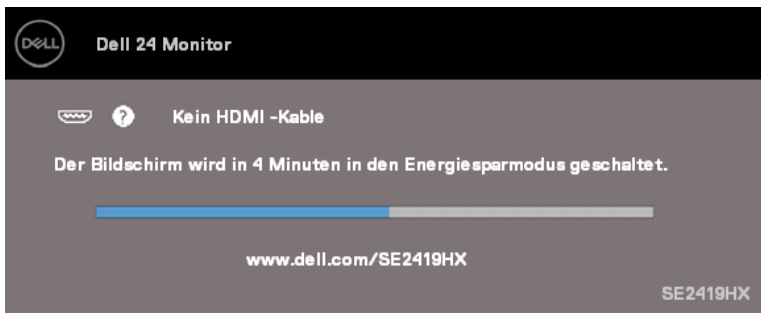 DELL
Dell 24 Monitor
Kein HDMI -Kable
Der Bildschirm wird in 4 Minuten in den Energiesparmodus geschaltet.
www.dell.com/SE2419HX
SE2419HX